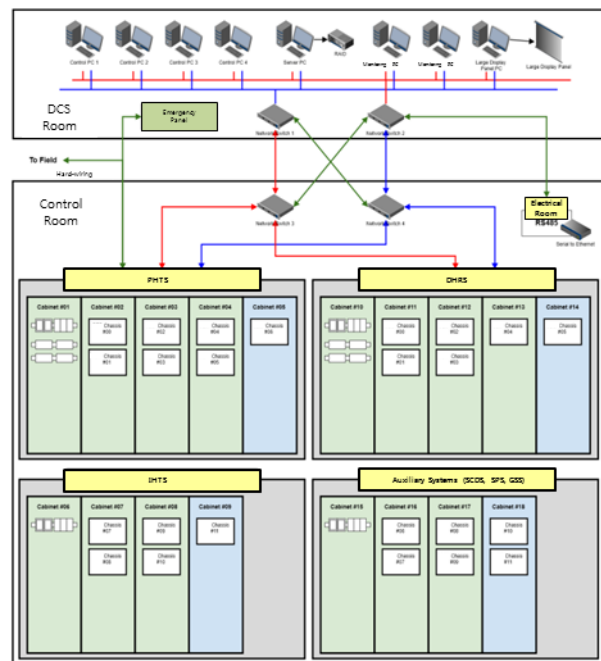 Control PC 1
Control PC 2
Control PC 3
Control PC 4
Server PC
RAID
Monitoring PC
Monitoring PC
Large Display
Panel PC
Large Display Panel
DCS
Room
Emergency
Panel
Network Switch 1
Network Switch 2
To Field
Hard-wiring
Control
Room
Network Switch 3
Network Switch 4
Electrical
Room
RS485
Serial to Ethernet
PHTS
Cabinet #01
Cabinet #02
Cabinet #03
Cabinet #04
Cabinet #05
Chassis
#00
Chassis
#02
Chassis
#04
Chassis
#06
Chassis
#01
Chassis
#03
Chassis
#05
DHRS
Cabinet #10
Cabinet #11
Cabinet #12
Cabinet #13
Cabinet #14
Chassis
#00
Chassis
#02
Chassis
#04
Chassis
#05
Chassis
#01
Chassis
#03
IHTS
Cabinet #06
Cabinet #07
Cabinet #08
Cabinet #09
Chassis
#07
Chassis
#09
Chassis
#11
Chassis
#08
Chassis
#10
Auxiliary Systems (SCOS, SPS, GSS)
Cabinet #15
Cabinet #16
Cabinet #17
Cabinet #18
Chassis
Chassis
Chassis
#10
Chassis
#07
Chassis
Chassis
#11